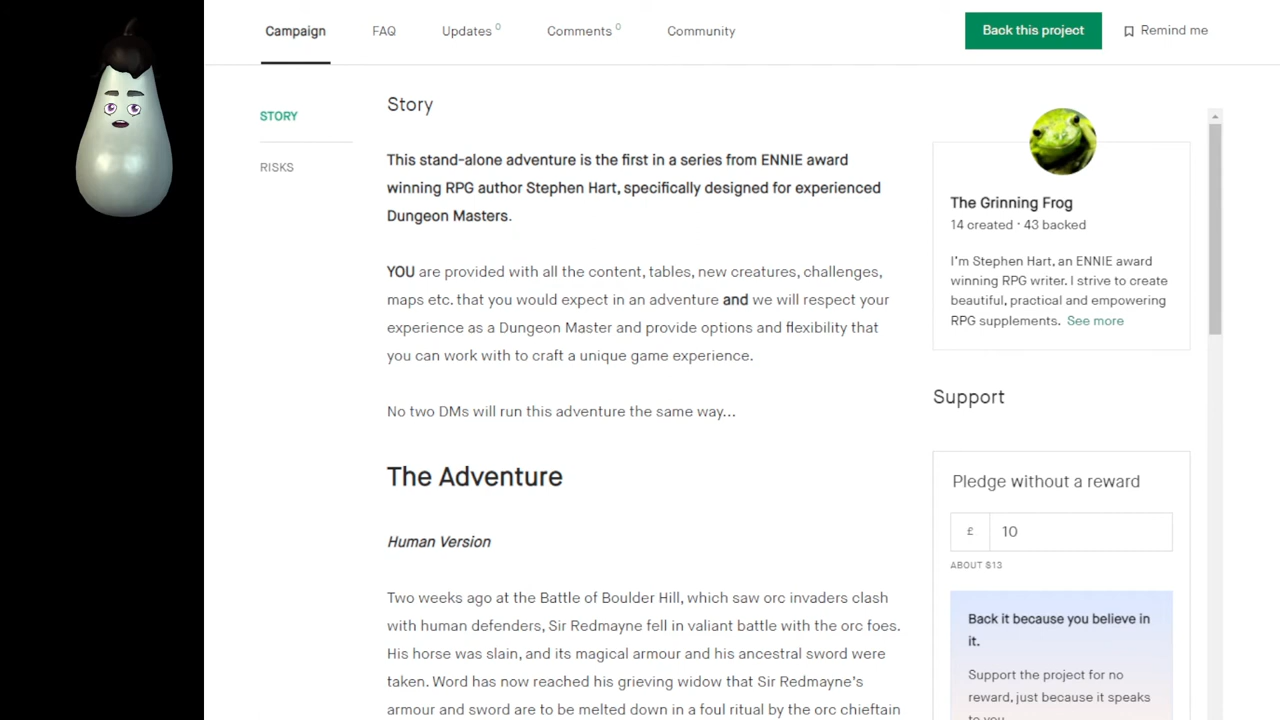 Campaign FAQ Updates 0 Comments 0 Community Back this project Remind me
STORY
RISKS
Story
This stand-alone adventure is the first in a series from ENNIE award
winning RPG author Stephen Hart, specifically designed for experienced
Dungeon Masters.
YOU are provided with all the content, tables, new creatures, challenges,
maps etc. that you would expect in an adventure and we will respect your
experience as a Dungeon Master and provide options and flexibility that
you can work with to craft a unique game experience.
No two DMs will run this adventure the same way...
The Adventure
Human Version
Two weeks ago at the Battle of Boulder Hill, which saw orc invaders clash
with human defenders, Sir Redmayne fell in valiant battle with the orc foes.
His horse was slain, and its magical armour and his ancestral sword were
taken. Word has now reached his grieving widow that Sir Redmayne's
armour and sword are to be melted down in a foul ritual by the orc chieftain
The Grinning Frog
14 created · 43 backed
I'm Stephen Hart, an ENNIE award
winning RPG writer. I strive to create
beautiful, practical and empowering
RPG supplements. See more
Support
Pledge without a reward
£ 10
ABOUT $13
Back it because you believe in
it.
Support the project for no
reward, just because it speaks
to you.